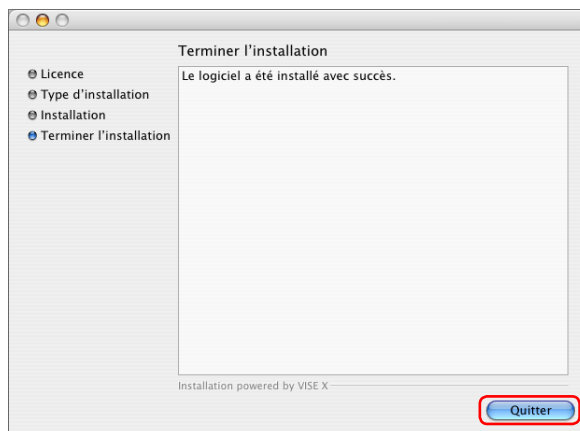 Terminer l'installation
Licence
Type d'installation
Installation
Terminer l'installation
Le logiciel a été installé avec succès.
Installation powered by VISE X
Quitter